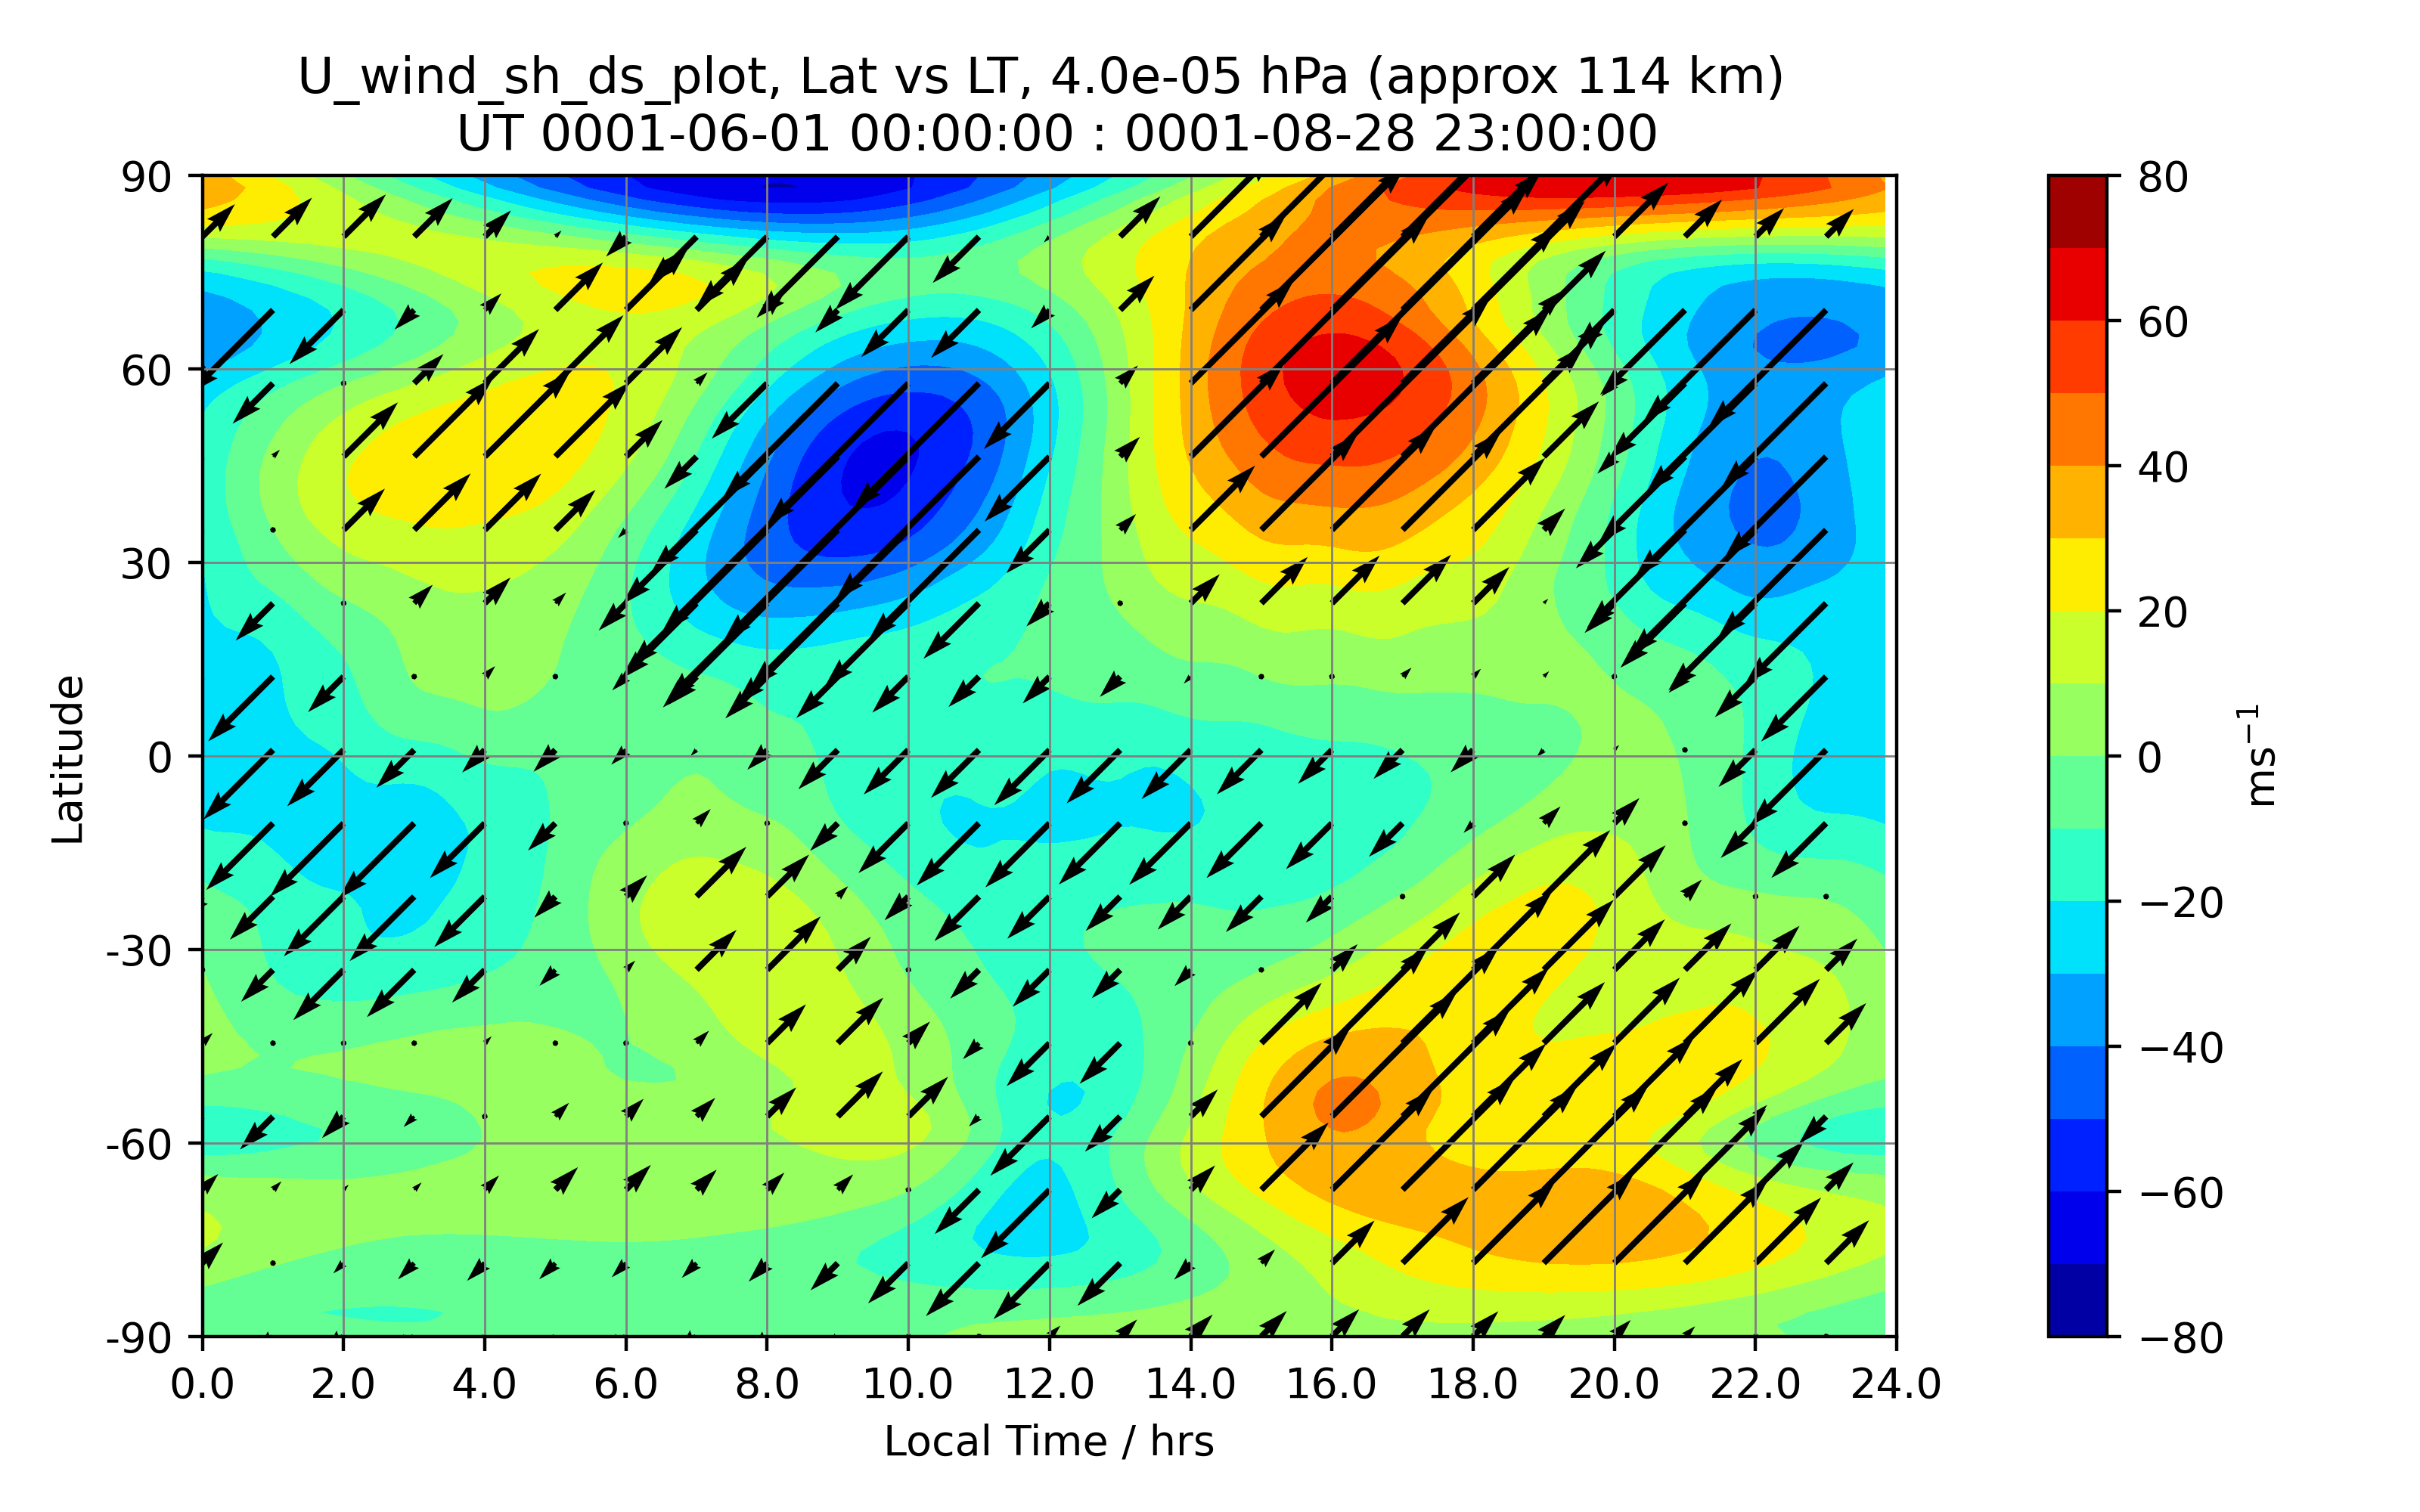 U_wind_sh_ds_plot, Lat vs LT, 4.0e-05 hPa (approx 114 km)
UT 0001-06-01 00:00:00 : 0001-08-28 23:00:00
90
60
30
0
-30
-60
-90
Latitude
0.0 2.0 4.0 6.0 8.0 10.0 12.0 14.0 16.0 18.0 20.0 22.0 24.0
Local Time / hrs
80
60
40
20
0
−20
−40
−60
−80
ms⁻¹